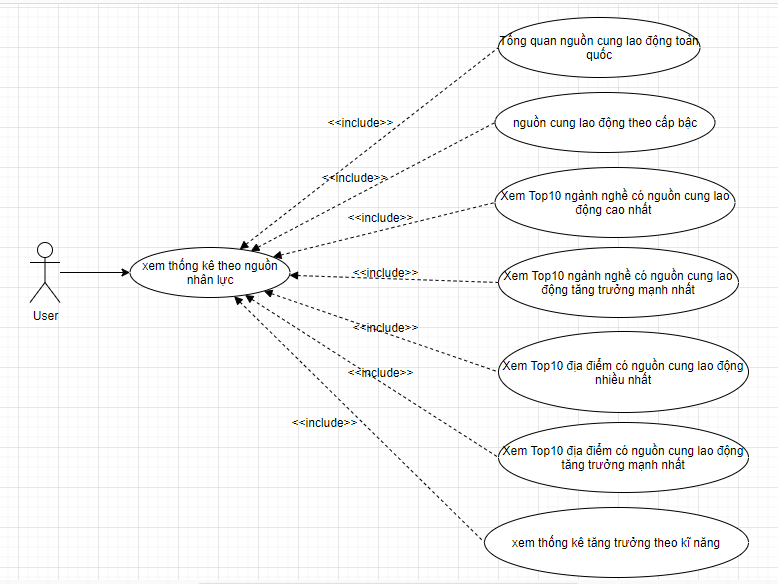 Tổng quan nguồn cung lao động toàn
quốc
<<include>>
nguồn cung lao động theo cấp bậc
<<include>>
Xem Top10 ngành nghề có nguồn cung lao
động cao nhất
<<include>>
xem thống kê theo nguồn
nhân lực
<<include>>
Xem Top10 ngành nghề có nguồn cung lao
động tăng trưởng mạnh nhất
User
<<include>>
Xem Top10 địa điểm có nguồn cung lao động
nhiều nhất
<<include>>
Xem Top10 địa điểm có nguồn cung lao động
tăng trưởng mạnh nhất
<<include>>
xem thống kê tăng trưởng theo kĩ năng